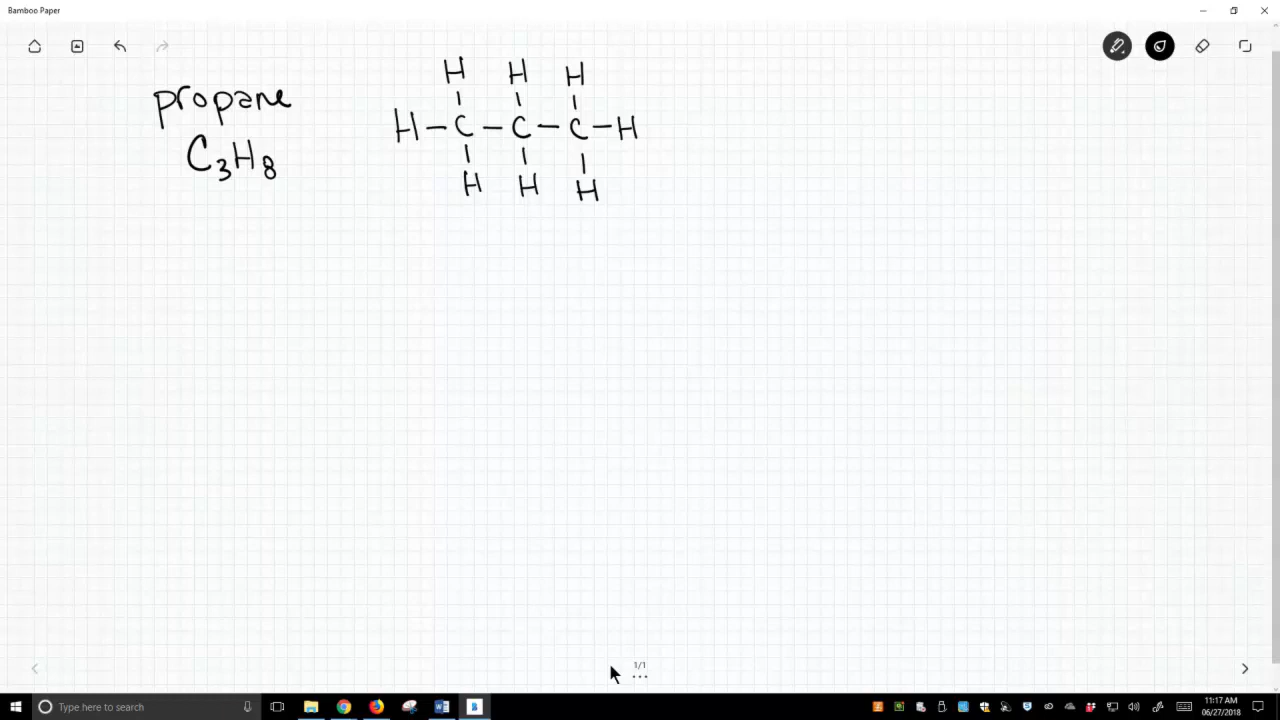 Bamboo Paper
propane
C₃H₈
H H H
H – C – C – C – H
H H H
1/1
Type here to search
11:17 AM
06/27/2018